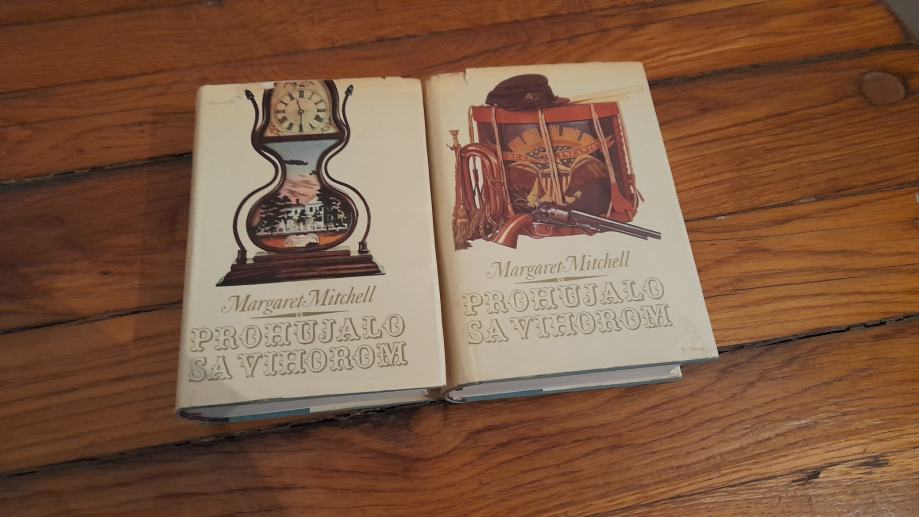 Margaret Mitchell
PROHUJALO
SA VIHOROM
Margaret Mitchell
PROHUJALO
SA VIHOROM